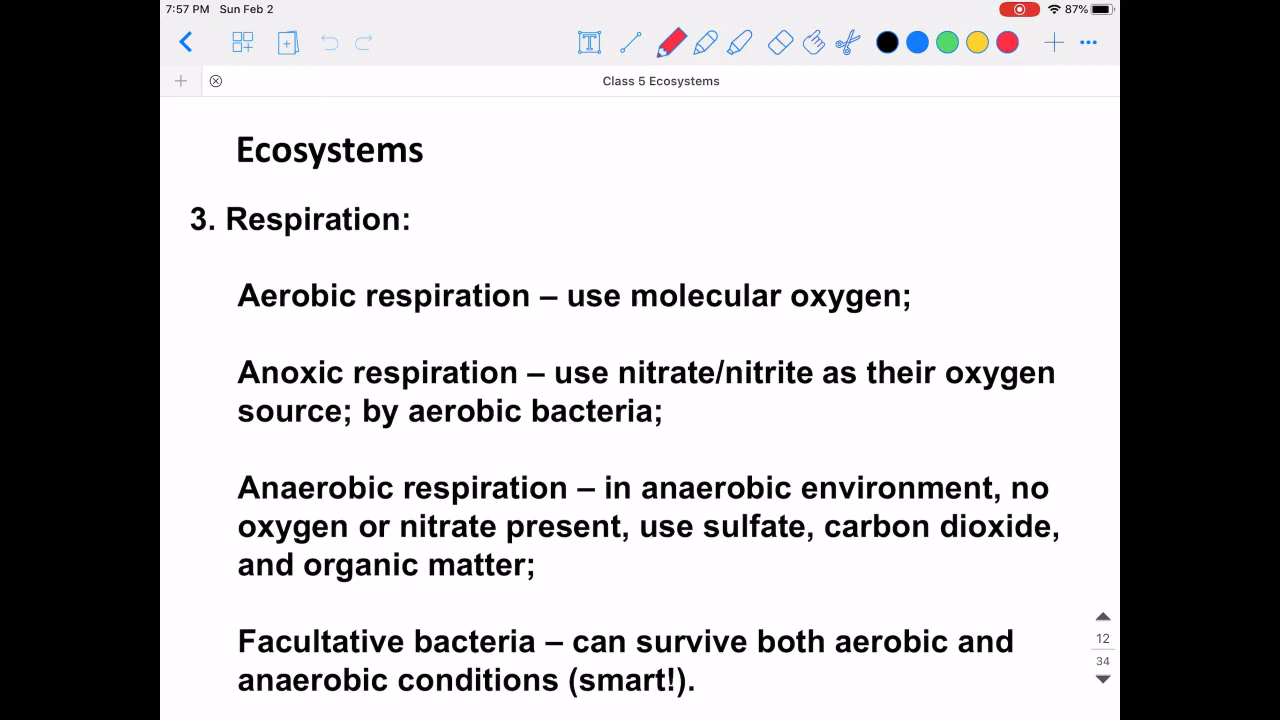 7:57 PM Sun Feb 2
87%
T
Class 5 Ecosystems
Ecosystems
3. Respiration:
Aerobic respiration – use molecular oxygen;
Anoxic respiration – use nitrate/nitrite as their oxygen
source; by aerobic bacteria;
Anaerobic respiration – in anaerobic environment, no
oxygen or nitrate present, use sulfate, carbon dioxide,
and organic matter;
Facultative bacteria – can survive both aerobic and
anaerobic conditions (smart!).
12
34